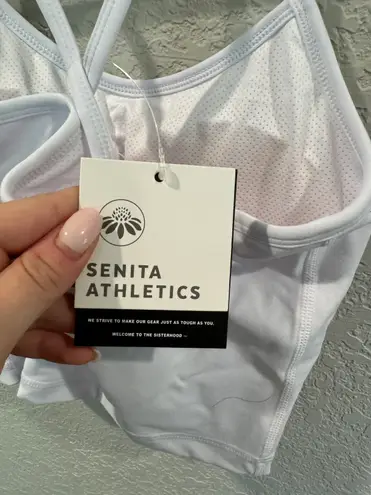 SENITA
ATHLETICS
WE STRIVE TO MAKE OUR GEAR JUST AS TOUGH AS YOU.
WELCOME TO THE SISTERHOOD —